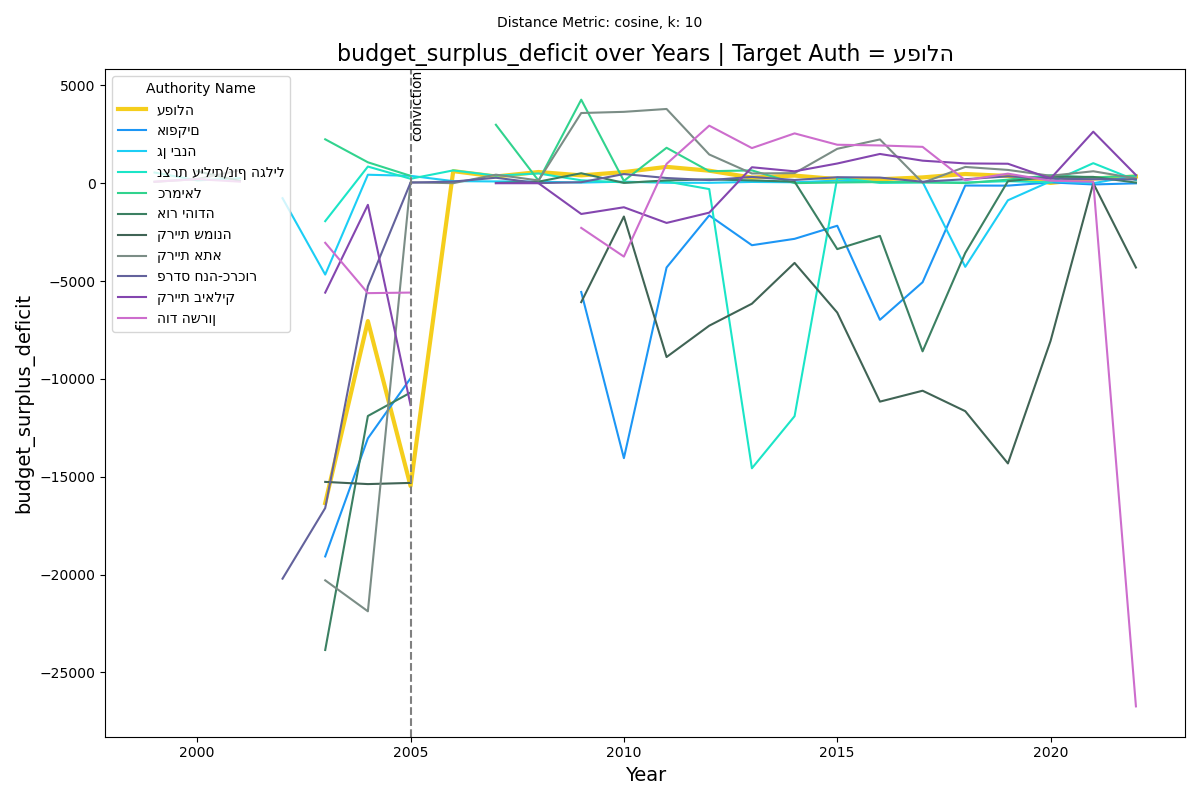 Distance Metric: cosine, k: 10
budget_surplus_deficit over Years | Target Auth = עפולה
Authority Name
עפולה
אופקים
גן יבנה
נצרת עילית/נוף הגליל
כרמיאל
אור יהודה
קריית שמונה
קריית אתא
פרדס חנה-כרכור
קריית ביאליק
הוד השרון
conviction
budget_surplus_deficit
5000
0
−5000
−10000
−15000
−20000
−25000
2000
2005
2010
2015
2020
Year